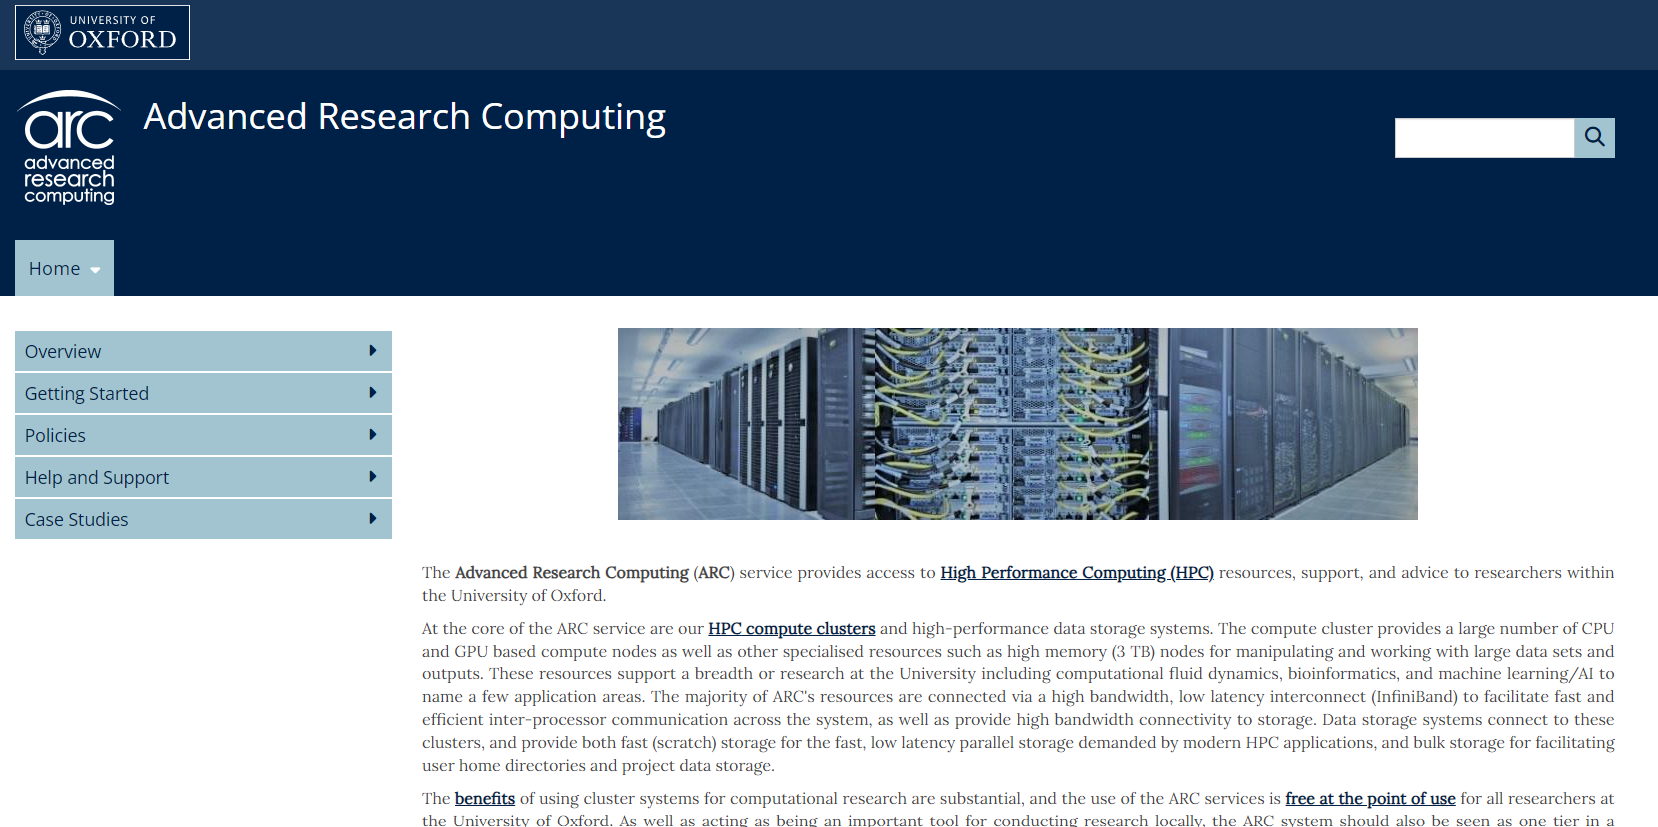 UNIVERSITY OF
OXFORD
arc
advanced
research
computing
Advanced Research Computing
Home
Overview
Getting Started
Policies
Help and Support
Case Studies
The Advanced Research Computing (ARC) service provides access to High Performance Computing (HPC) resources, support, and advice to researchers within
the University of Oxford.
At the core of the ARC service are our HPC compute clusters and high-performance data storage systems. The compute cluster provides a large number of CPU
and GPU based compute nodes as well as other specialised resources such as high memory (3 TB) nodes for manipulating and working with large data sets and
outputs. These resources support a breadth or research at the University including computational fluid dynamics, bioinformatics, and machine learning/AI to
name a few application areas. The majority of ARC's resources are connected via a high bandwidth, low latency interconnect (InfiniBand) to facilitate fast and
efficient inter-processor communication across the system, as well as provide high bandwidth connectivity to storage. Data storage systems connect to these
clusters, and provide both fast (scratch) storage for the fast, low latency parallel storage demanded by modern HPC applications, and bulk storage for facilitating
user home directories and project data storage.
The benefits of using cluster systems for computational research are substantial, and the use of the ARC services is free at the point of use for all researchers at
the University of Oxford. As well as acting as being an important tool for conducting research locally, the ARC system should also be seen as one tier in a